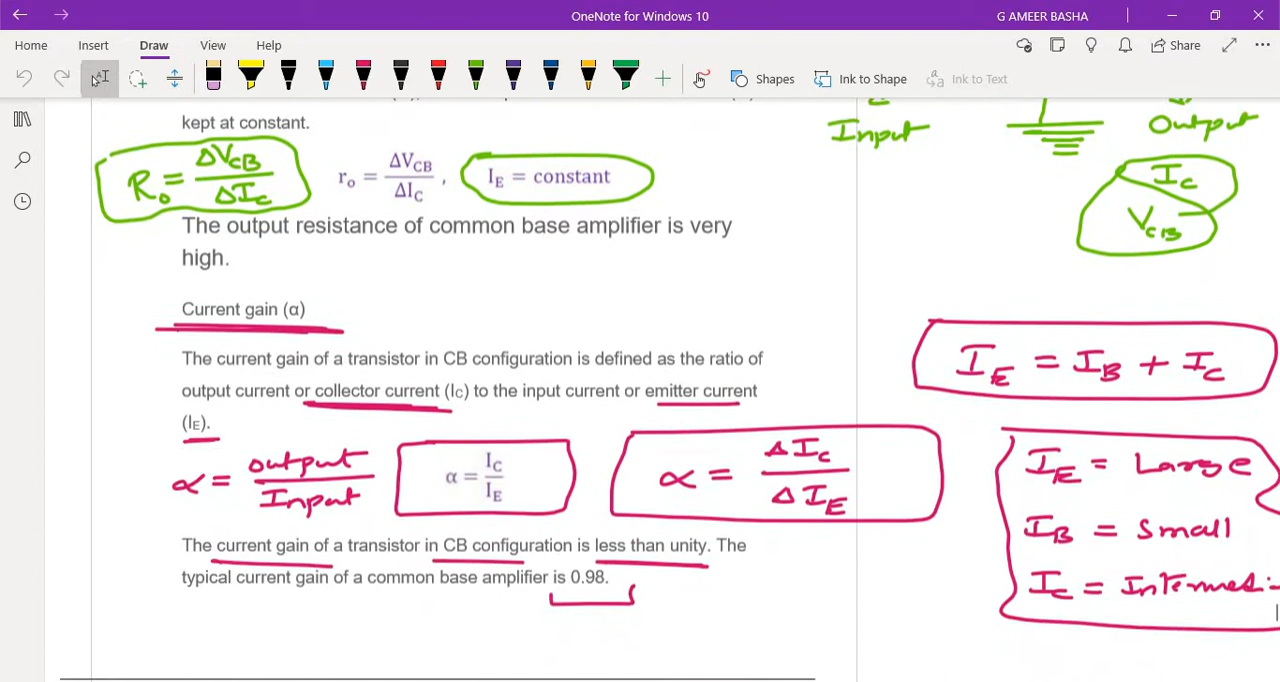 OneNote for Windows 10
G AMEER BASHA
Home Insert Draw View Help
Share
Shapes
Ink to Shape
Ink to Text
kept at constant.
R₀ = ΔV_CB / ΔI_C
r₀ = ΔV_CB / ΔI_C , I_E = constant
The output resistance of common base amplifier is very
high.
Input
Output
I_C
V_CB
Current gain (α)
The current gain of a transistor in CB configuration is defined as the ratio of
output current or collector current (I_C) to the input current or emitter current
(I_E).
α = output / Input
α = I_C / I_E
α = ΔI_C / ΔI_E
The current gain of a transistor in CB configuration is less than unity. The
typical current gain of a common base amplifier is 0.98.
I_E = I_B + I_C
I_E = Large
I_B = Small
I_C = Intermedi